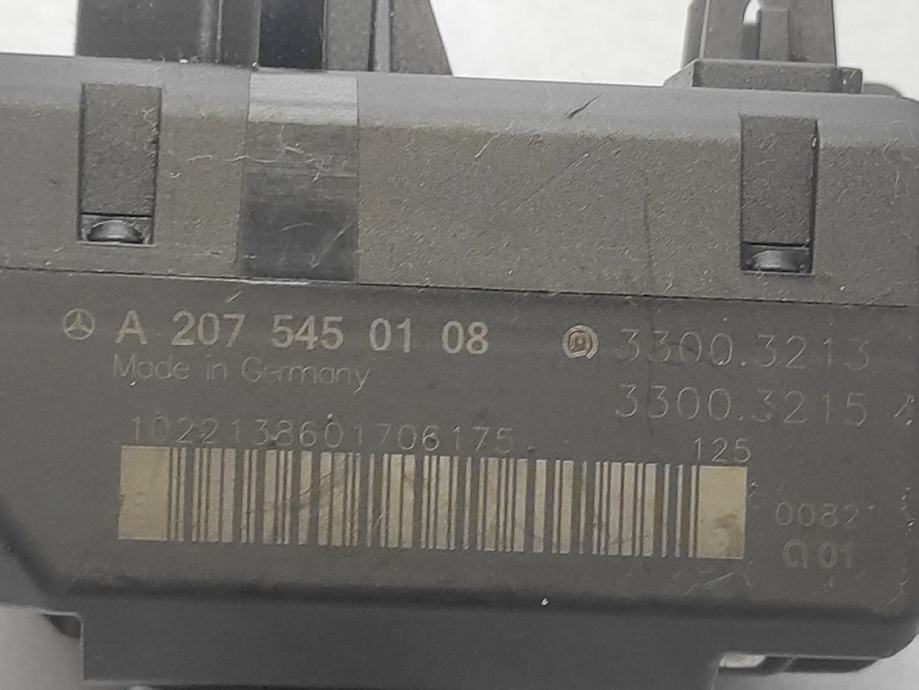 A 207 545 01 08
Made in Germany
3300.3213
3300.3215
1022138601706175
125
0082
Q 01